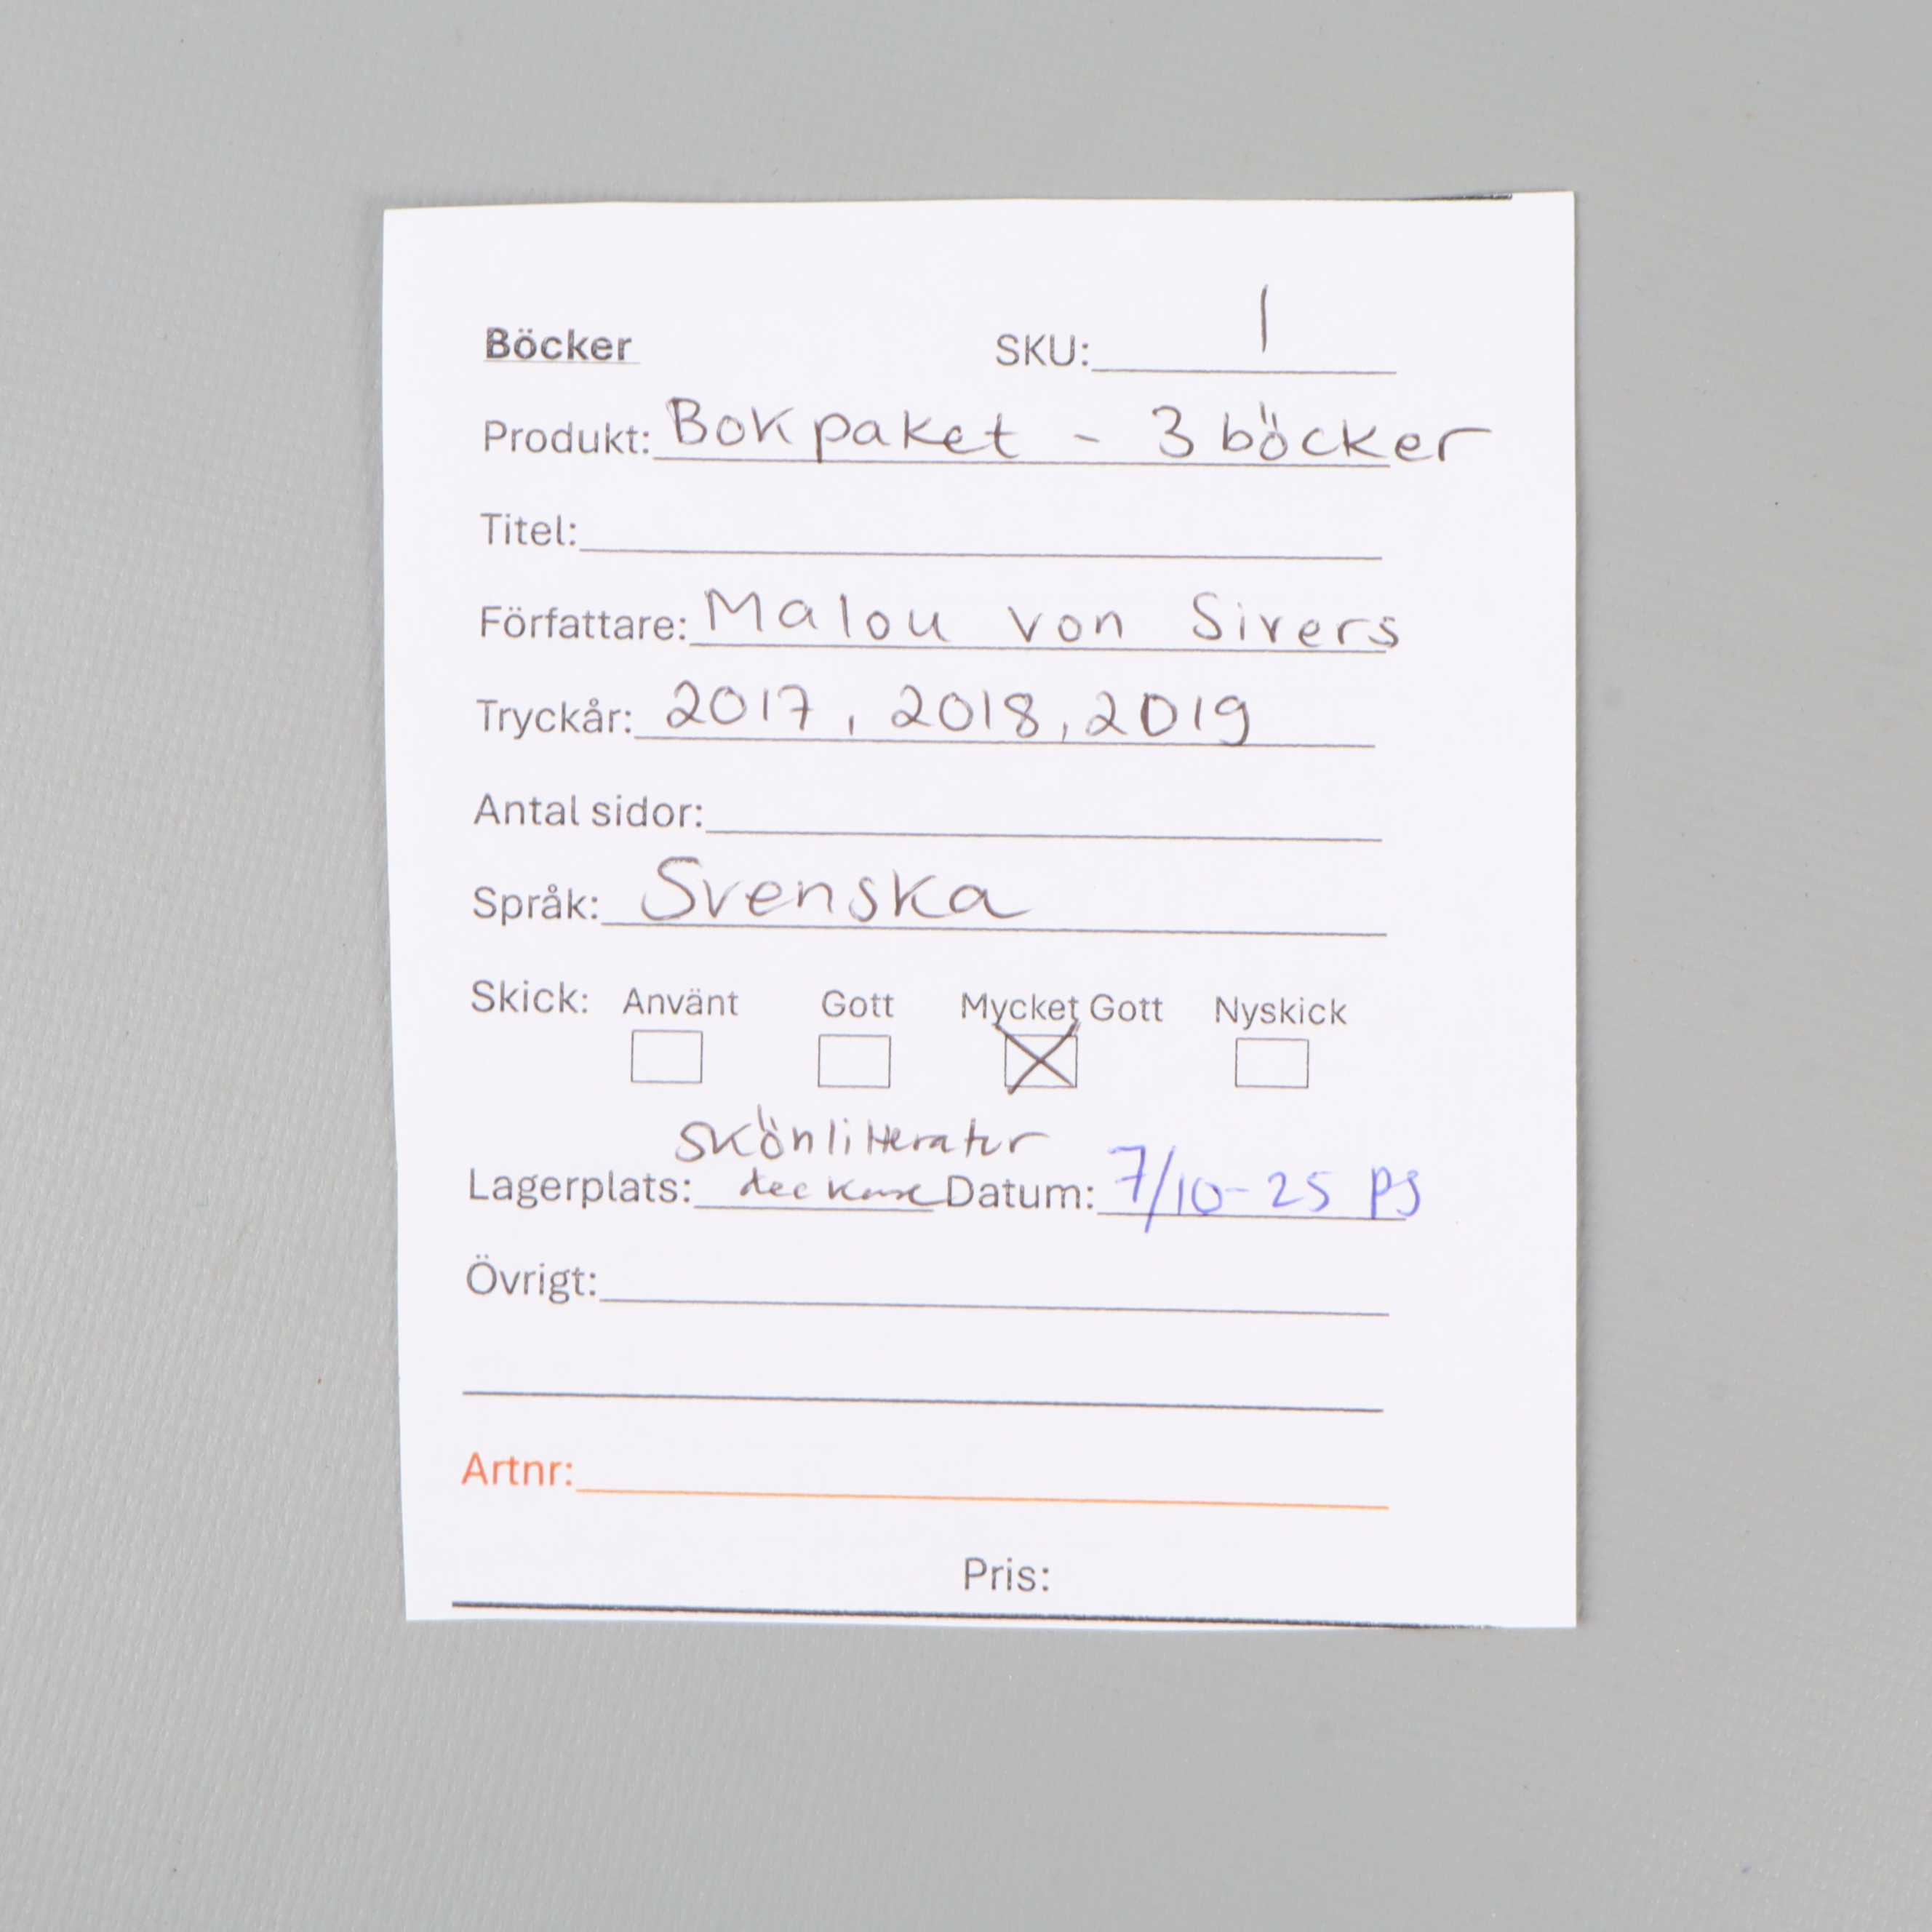 Böcker SKU: 1
Produkt: Bokpaket - 3 böcker
Titel:
Författare: Malou von Sivers
Tryckår: 2017, 2018, 2019
Antal sidor:
Språk: Svenska
Skick: Använt Gott Mycket Gott Nyskick
Skönlitteratur
Lagerplats: deckare Datum: 7/10-25 PS
Övrigt:
Artnr:
Pris: